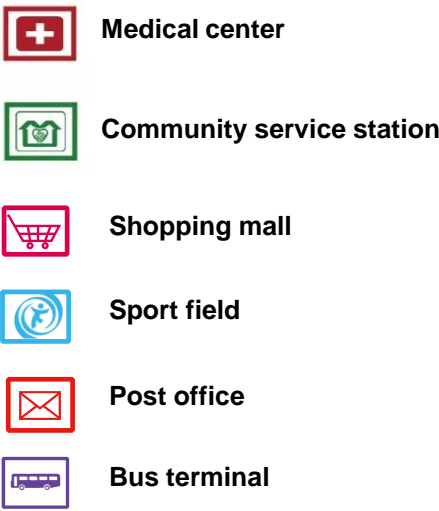 Medical center
Community service station
Shopping mall
Sport field
Post office
Bus terminal